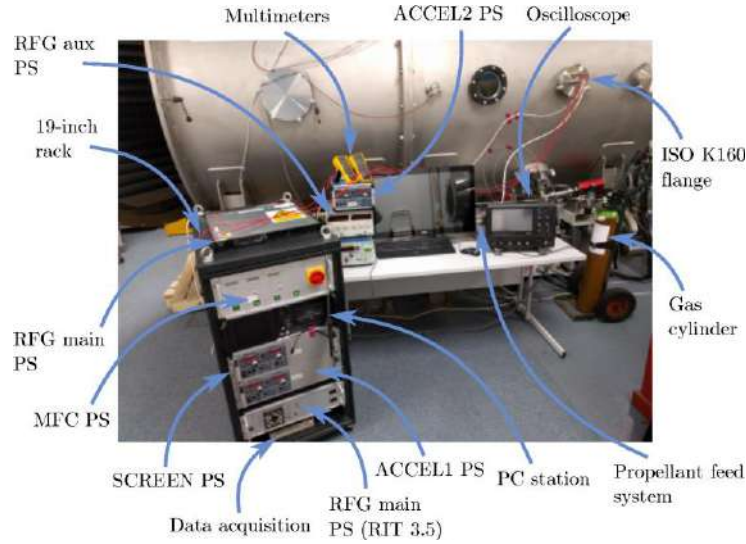 Multimeters
ACCEL2 PS
Oscilloscope
RFG aux
PS
19-inch
rack
ISO K160
flange
RFG main
PS
Gas
cylinder
MFC PS
SCREEN PS
ACCEL1 PS
PC station
Propellant feed
system
Data acquisition
RFG main
PS (RIT 3.5)